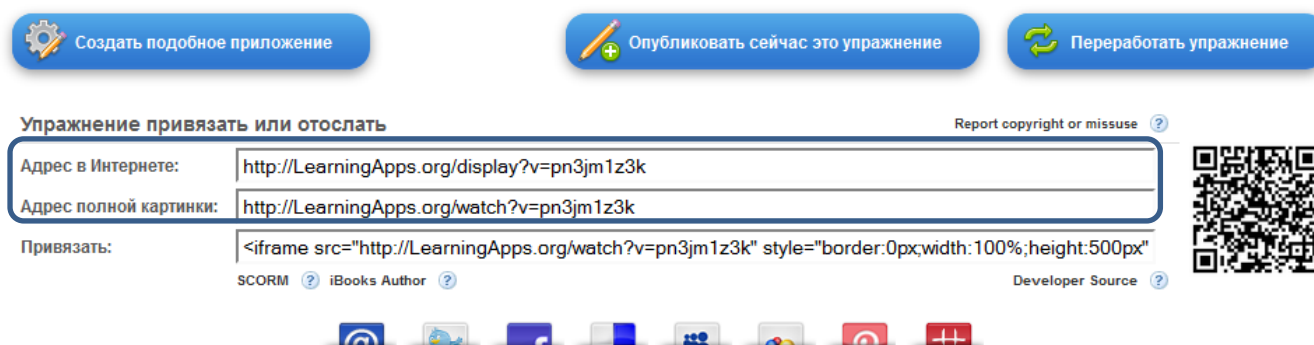 Создать подобное приложение
Опубликовать сейчас это упражнение
Переработать упражнение
Упражнение привязать или отослать
Report copyright or missuse ?
Адрес в Интернете: http://LearningApps.org/display?v=pn3jm1z3k
Адрес полной картинки: http://LearningApps.org/watch?v=pn3jm1z3k
Привязать: <iframe src="http://LearningApps.org/watch?v=pn3jm1z3k" style="border:0px;width:100%;height:500px"
SCORM ? iBooks Author ? Developer Source ?